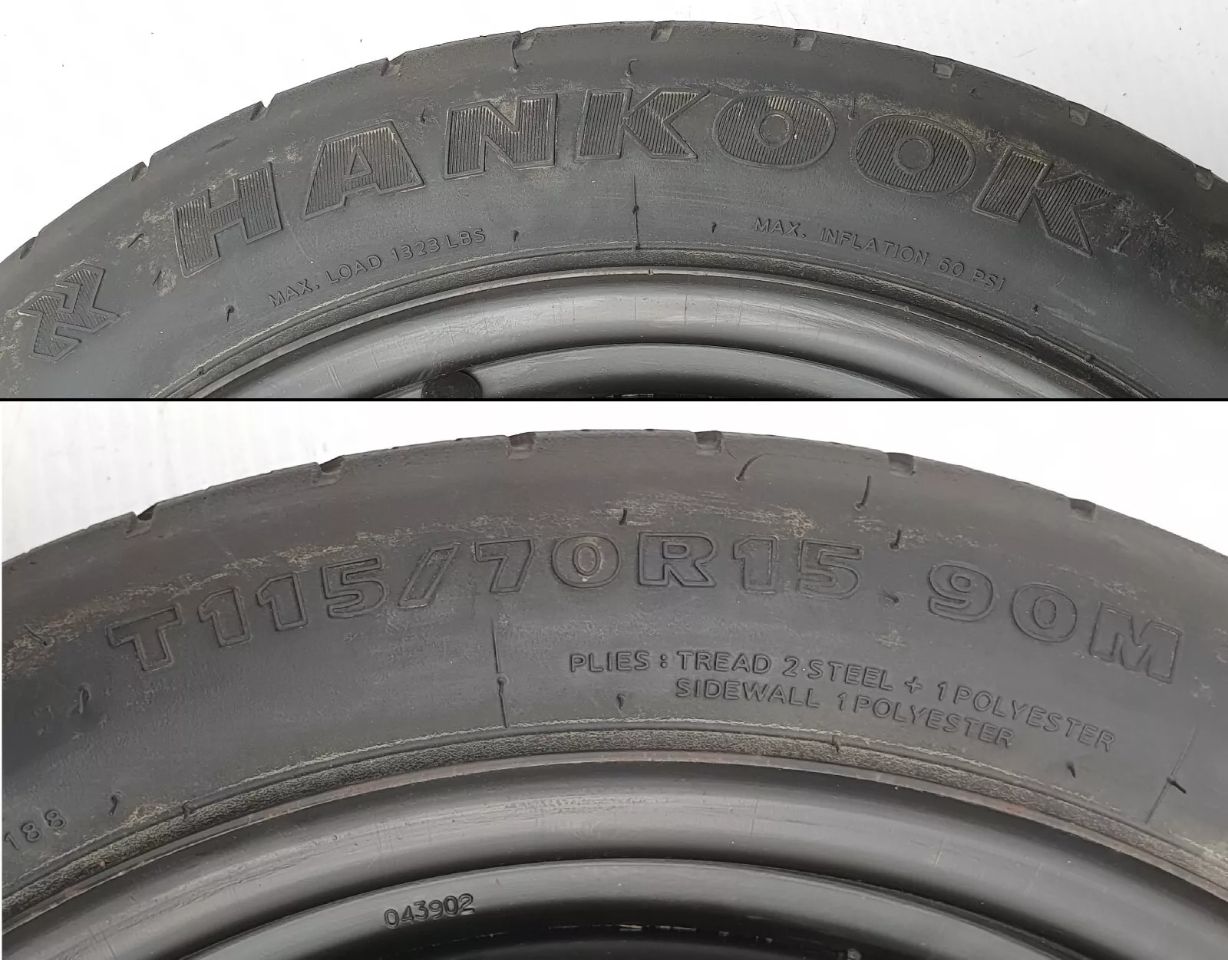 HANKOOK
MAX. LOAD 1323 LBS
MAX. INFLATION 60 PSI
T115/70R15 90M
PLIES : TREAD 2 STEEL + 1 POLYESTER
SIDEWALL 1 POLYESTER
188
043902